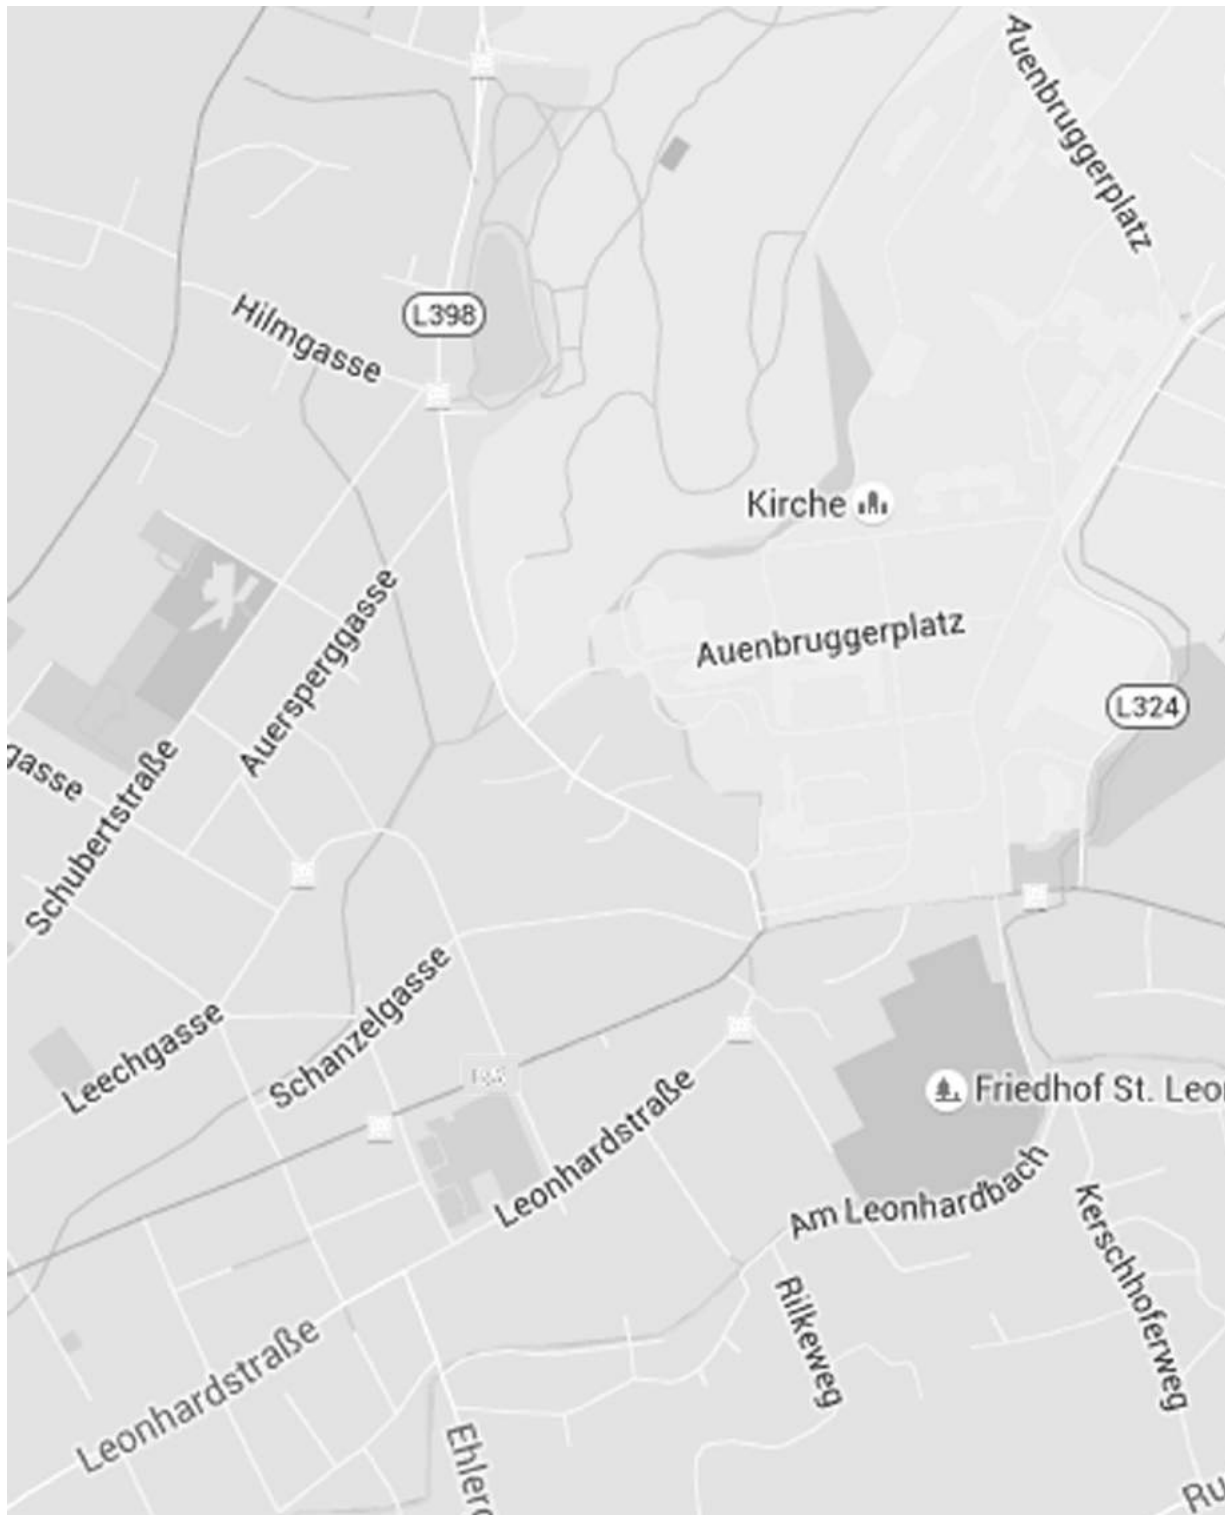 Auenbruggerplatz
Hilmgasse
L398
Kirche
Auerspergasse
Auenbruggerplatz
L324
gasse
Schubertstraße
Schanzelgasse
Leechgasse
Friedhof St. Leo
Leonhardstraße
Am Leonhardbach
Kerschhoferweg
Rilkeweg
Leonhardstraße
Ehler
Ru